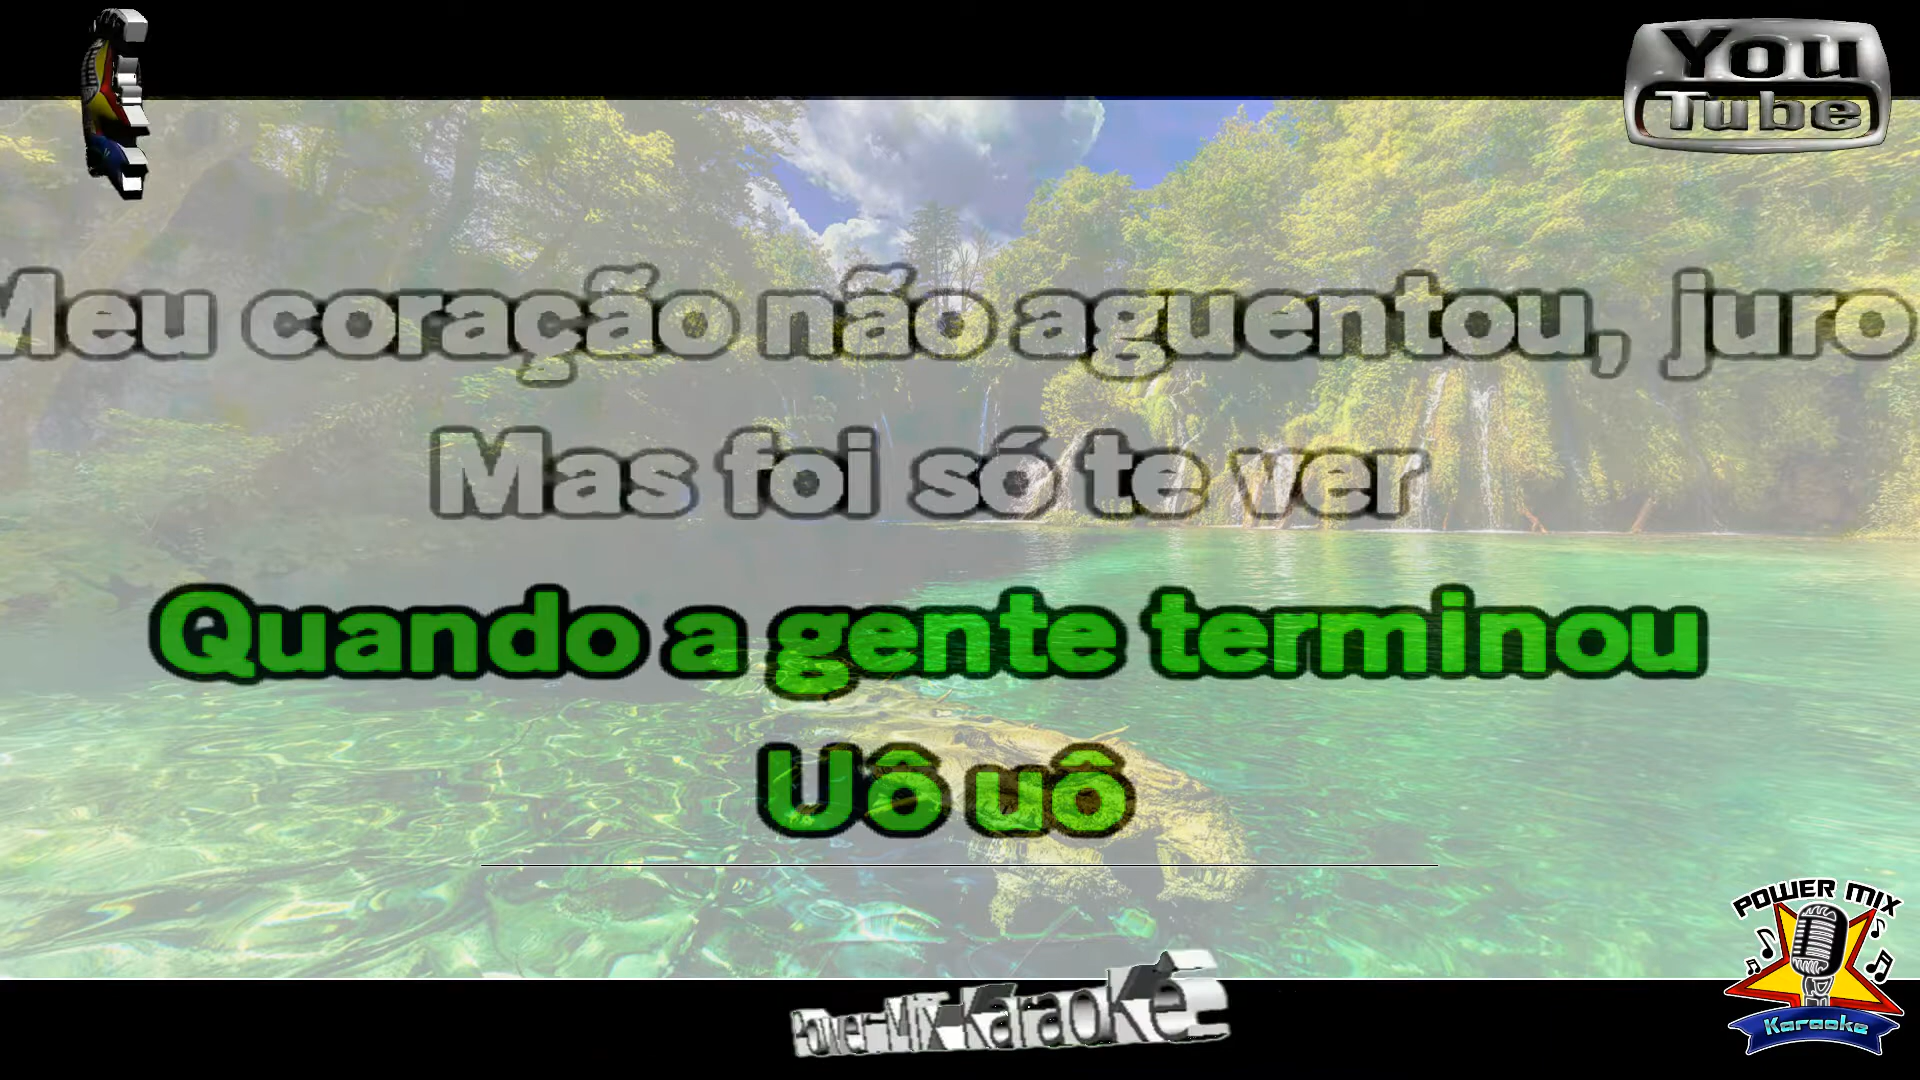 You
Tube
Meu coração não aguentou, juro
Mas foi só te ver
Quando a gente terminou
Uô uô
POWER MIX
Karaoke
Power Mix Karaokê